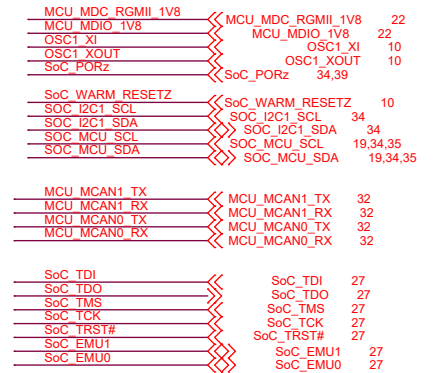 MCU_MDC_RGMII_1V8 MCU_MDC_RGMII_1V8 22
MCU_MDIO_1V8 MCU_MDIO_1V8 22
OSC1_XI OSC1_XI 10
OSC1_XOUT OSC1_XOUT 10
SoC_PORz SoC_PORz 34,39
SoC_WARM_RESETZ SoC_WARM_RESETZ 10
SOC_I2C1_SCL SOC_I2C1_SCL 34
SOC_I2C1_SDA SOC_I2C1_SDA 34
SOC_MCU_SCL SOC_MCU_SCL 19,34,35
SOC_MCU_SDA SOC_MCU_SDA 19,34,35
MCU_MCAN1_TX MCU_MCAN1_TX 32
MCU_MCAN1_RX MCU_MCAN1_RX 32
MCU_MCAN0_TX MCU_MCAN0_TX 32
MCU_MCAN0_RX MCU_MCAN0_RX 32
SoC_TDI SoC_TDI 27
SoC_TDO SoC_TDO 27
SoC_TMS SoC_TMS 27
SoC_TCK SoC_TCK 27
SoC_TRST# SoC_TRST# 27
SoC_EMU1 SoC_EMU1 27
SoC_EMU0 SoC_EMU0 27